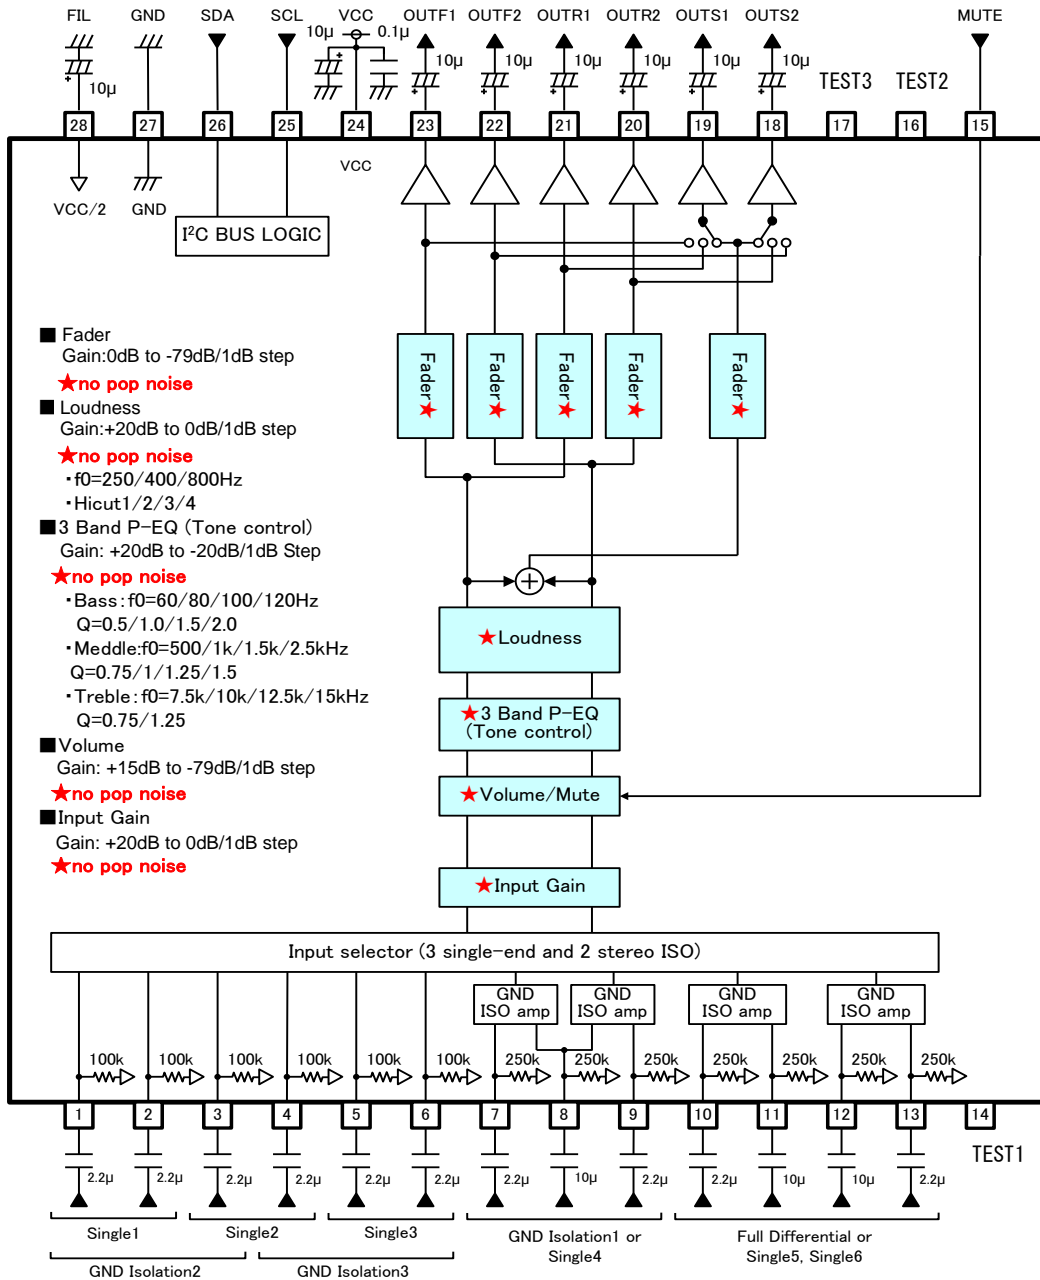 FIL GND SDA SCL VCC OUTF1 OUTF2 OUTR1 OUTR2 OUTS1 OUTS2 MUTE
10μ 0.1μ
10μ 10μ 10μ 10μ 10μ 10μ 10μ
TEST3 TEST2
28 27 26 25 24 23 22 21 20 19 18 17 16 15
VCC
VCC/2 GND
I²C BUS LOGIC
■ Fader
Gain:0dB to -79dB/1dB step
★no pop noise
■ Loudness
Gain:+20dB to 0dB/1dB step
★no pop noise
・f0=250/400/800Hz
・Hicut1/2/3/4
■3 Band P-EQ (Tone control)
Gain: +20dB to -20dB/1dB Step
★no pop noise
・Bass:f0=60/80/100/120Hz
Q=0.5/1.0/1.5/2.0
・Meddle:f0=500/1k/1.5k/2.5kHz
Q=0.75/1/1.25/1.5
・Treble:f0=7.5k/10k/12.5k/15kHz
Q=0.75/1.25
■Volume
Gain: +15dB to -79dB/1dB step
★no pop noise
■Input Gain
Gain: +20dB to 0dB/1dB step
★no pop noise
Fader★ Fader★ Fader★ Fader★ Fader★
★Loudness
★3 Band P-EQ
(Tone control)
★Volume/Mute
★Input Gain
Input selector (3 single-end and 2 stereo ISO)
GND GND GND GND
ISO amp ISO amp ISO amp ISO amp
100k 100k 100k 100k 100k 100k 250k 250k 250k 250k 250k 250k 250k
1 2 3 4 5 6 7 8 9 10 11 12 13 14
TEST1
2.2μ 2.2μ 2.2μ 2.2μ 2.2μ 2.2μ 2.2μ 10μ 2.2μ 2.2μ 10μ 10μ 2.2μ
Single1 Single2 Single3
GND Isolation1 or
Single4
Full Differential or
Single5, Single6
GND Isolation2 GND Isolation3